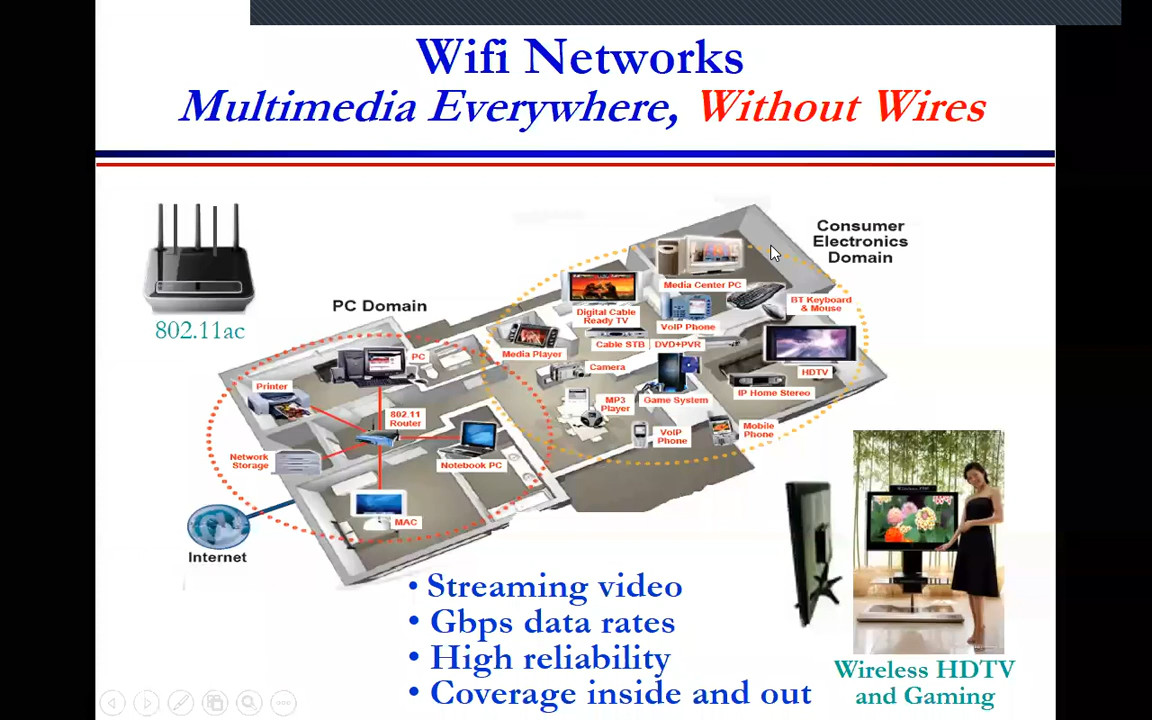 Wifi Networks
Multimedia Everywhere, Without Wires
802.11ac
PC Domain
Consumer
Electronics
Domain
Media Center PC
Digital Cable
Ready TV
VoIP Phone
BT Keyboard
& Mouse
Media Player
Cable STB
DVD+PVR
Camera
HDTV
MP3
Player
Game System
IP Home Stereo
VoIP
Phone
Mobile
Phone
PC
Printer
802.11
Router
Network
Storage
Notebook PC
MAC
Internet
• Streaming video
• Gbps data rates
• High reliability
• Coverage inside and out
Wireless HDTV
and Gaming